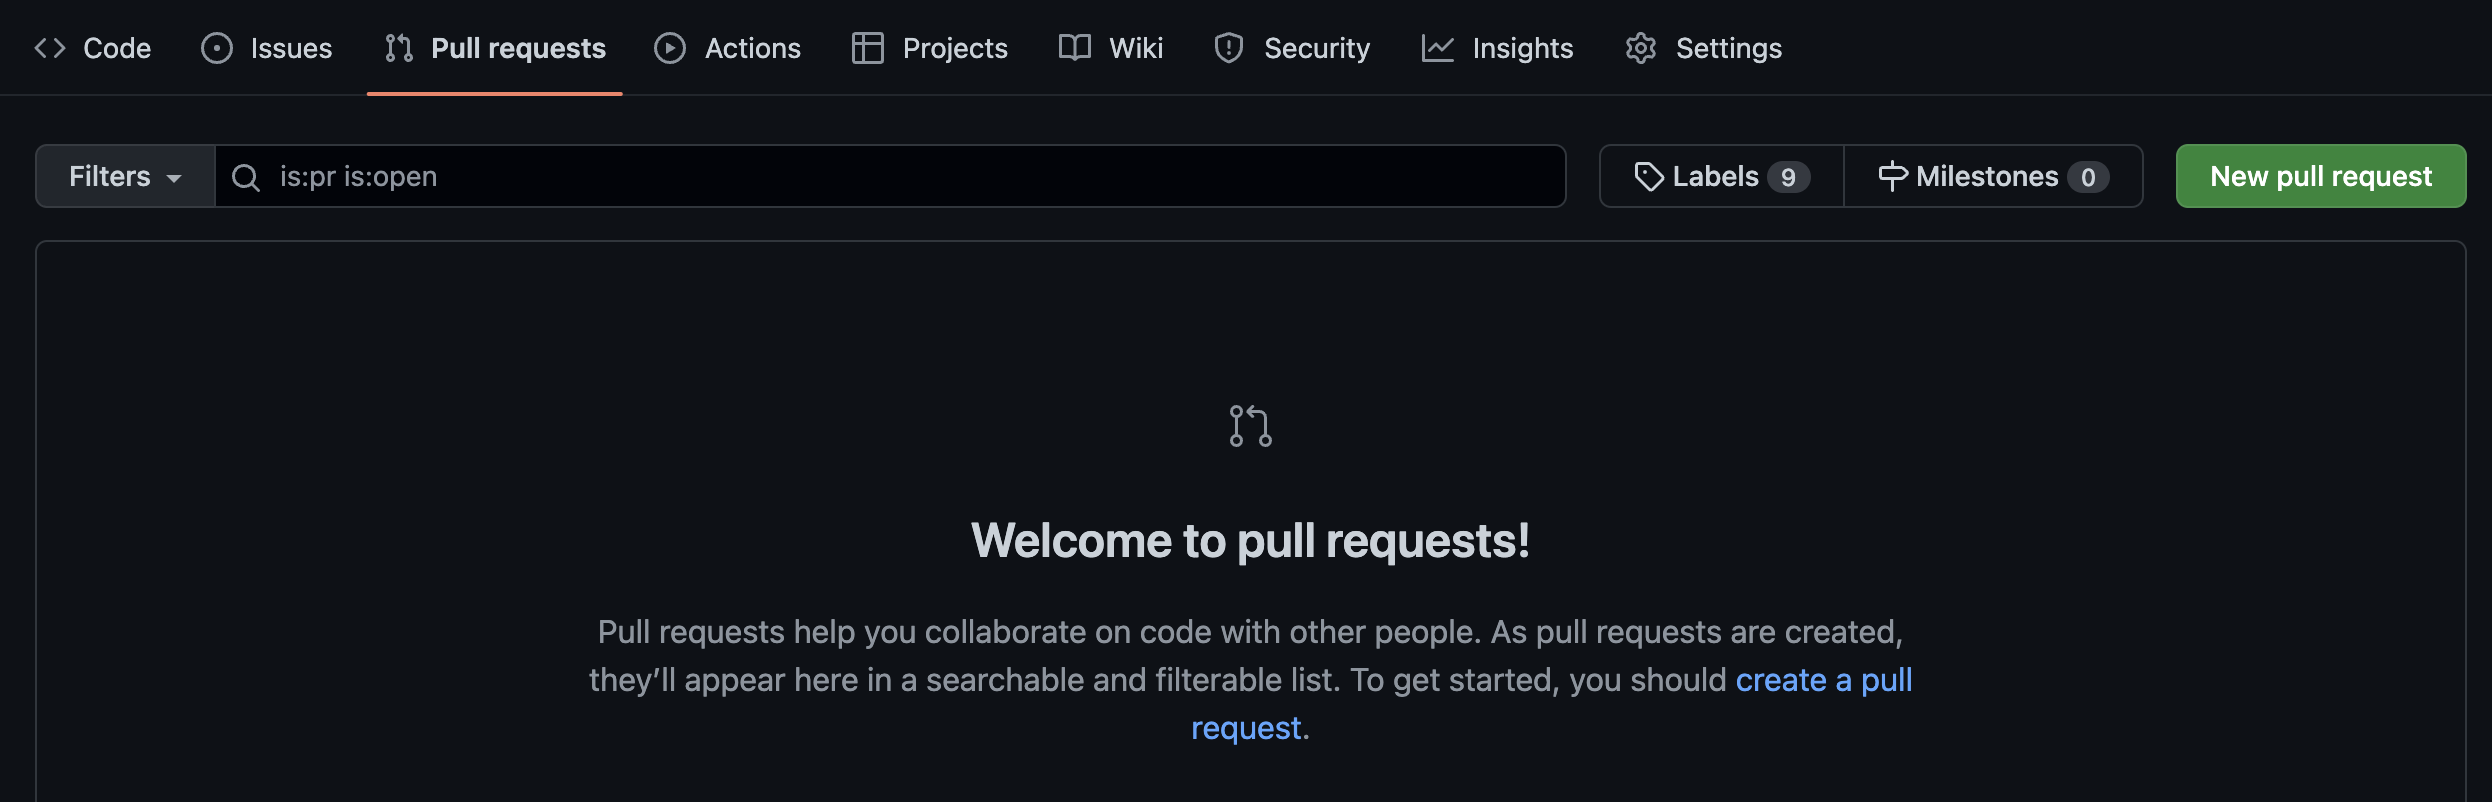 Code Issues Pull requests Actions Projects Wiki Security Insights Settings
Filters is:pr is:open Labels 9 Milestones 0 New pull request
Welcome to pull requests!
Pull requests help you collaborate on code with other people. As pull requests are created,
they’ll appear here in a searchable and filterable list. To get started, you should create a pull
request.